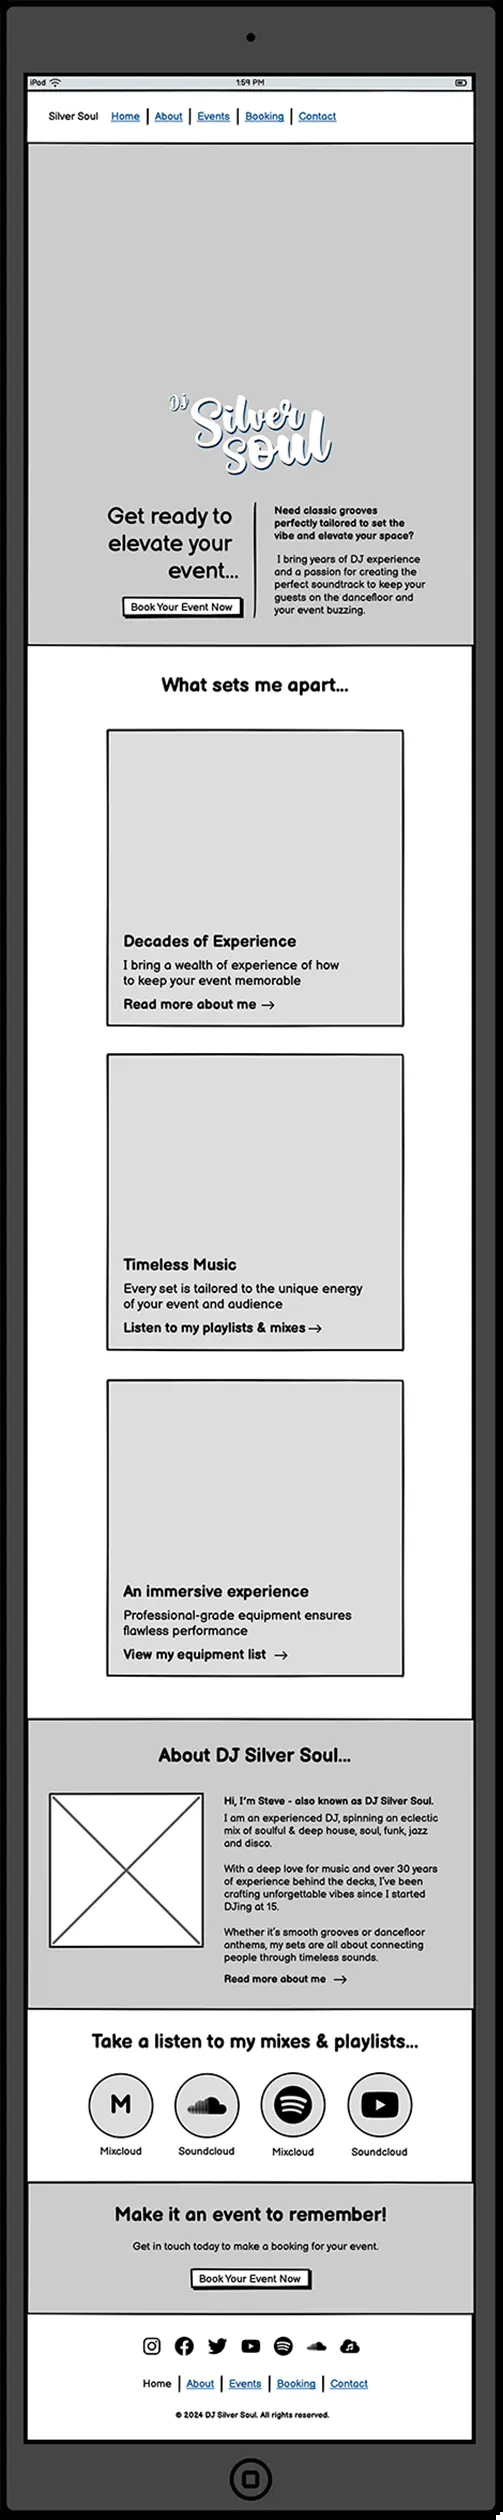 iPod 1:59 PM
Silver Soul Home About Events Booking Contact
DJ
Silver
Soul
Get ready to
elevate your
event...
Book Your Event Now
Need classic grooves
perfectly tailored to set the
vibe and elevate your space?
I bring years of DJ experience
and a passion for creating the
perfect soundtrack to keep your
guests on the dancefloor and
your event buzzing.
What sets me apart...
Decades of Experience
I bring a wealth of experience of how
to keep your event memorable
Read more about me →
Timeless Music
Every set is tailored to the unique energy
of your event and audience
Listen to my playlists & mixes →
An immersive experience
Professional-grade equipment ensures
flawless performance
View my equipment list →
About DJ Silver Soul...
Hi, I'm Steve - also known as DJ Silver Soul.
I am an experienced DJ, spinning an eclectic
mix of soulful & deep house, soul, funk, jazz
and disco.
With a deep love for music and over 30 years
of experience behind the decks, I've been
crafting unforgettable vibes since I started
DJing at 15.
Whether it's smooth grooves or dancefloor
anthems, my sets are all about connecting
people through timeless sounds.
Read more about me →
Take a listen to my mixes & playlists...
M
Mixcloud Soundcloud Mixcloud Soundcloud
Make it an event to remember!
Get in touch today to make a booking for your event.
Book Your Event Now
Home About Events Booking Contact
© 2024 DJ Silver Soul. All rights reserved.